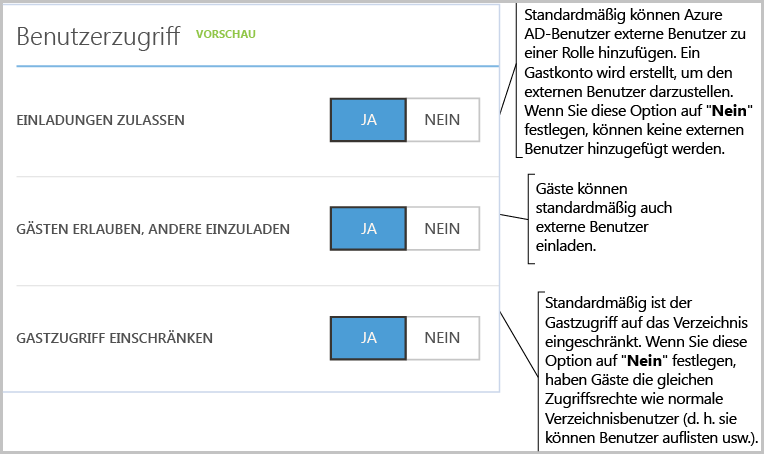 Benutzerzugriff VORSCHAU
EINLADUNGEN ZULASSEN JA NEIN
Standardmäßig können Azure
AD-Benutzer externe Benutzer zu
einer Rolle hinzufügen. Ein
Gastkonto wird erstellt, um den
externen Benutzer darzustellen.
Wenn Sie diese Option auf "Nein"
festlegen, können keine externen
Benutzer hinzugefügt werden.
GÄSTEN ERLAUBEN, ANDERE EINZULADEN JA NEIN
Gäste können
standardmäßig auch
externe Benutzer
einladen.
GASTZUGRIFF EINSCHRÄNKEN JA NEIN
Standardmäßig ist der
Gastzugriff auf das Verzeichnis
eingeschränkt. Wenn Sie diese
Option auf "Nein" festlegen,
haben Gäste die gleichen
Zugriffsrechte wie normale
Verzeichnisbenutzer (d. h. sie
können Benutzer auflisten usw.).